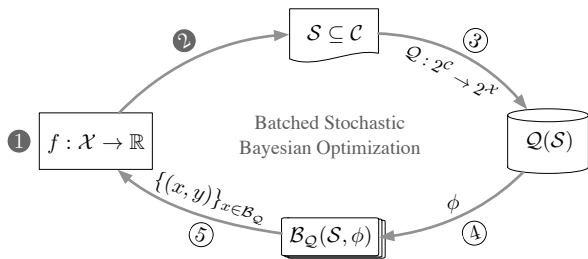 ❷
𝒮 ⊆ 𝒞
③
𝒬 : 2^𝒞 → 2^𝒳
❶
f : 𝒳 → ℝ
Batched Stochastic
Bayesian Optimization
𝒬(𝒮)
{(x, y)}_{x∈ℬ_𝒬}
⑤
ℬ_𝒬(𝒮, ϕ)
ϕ
④